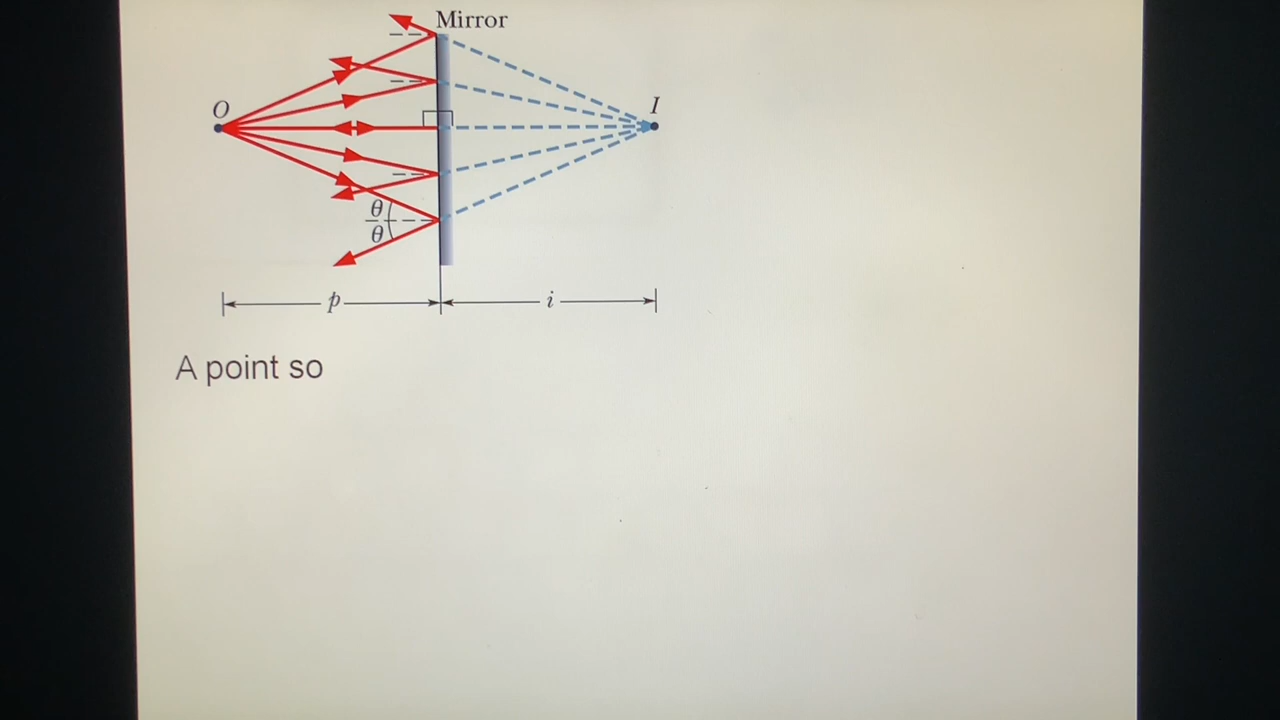 Mirror
O
I
θ
θ
p
i
A point so